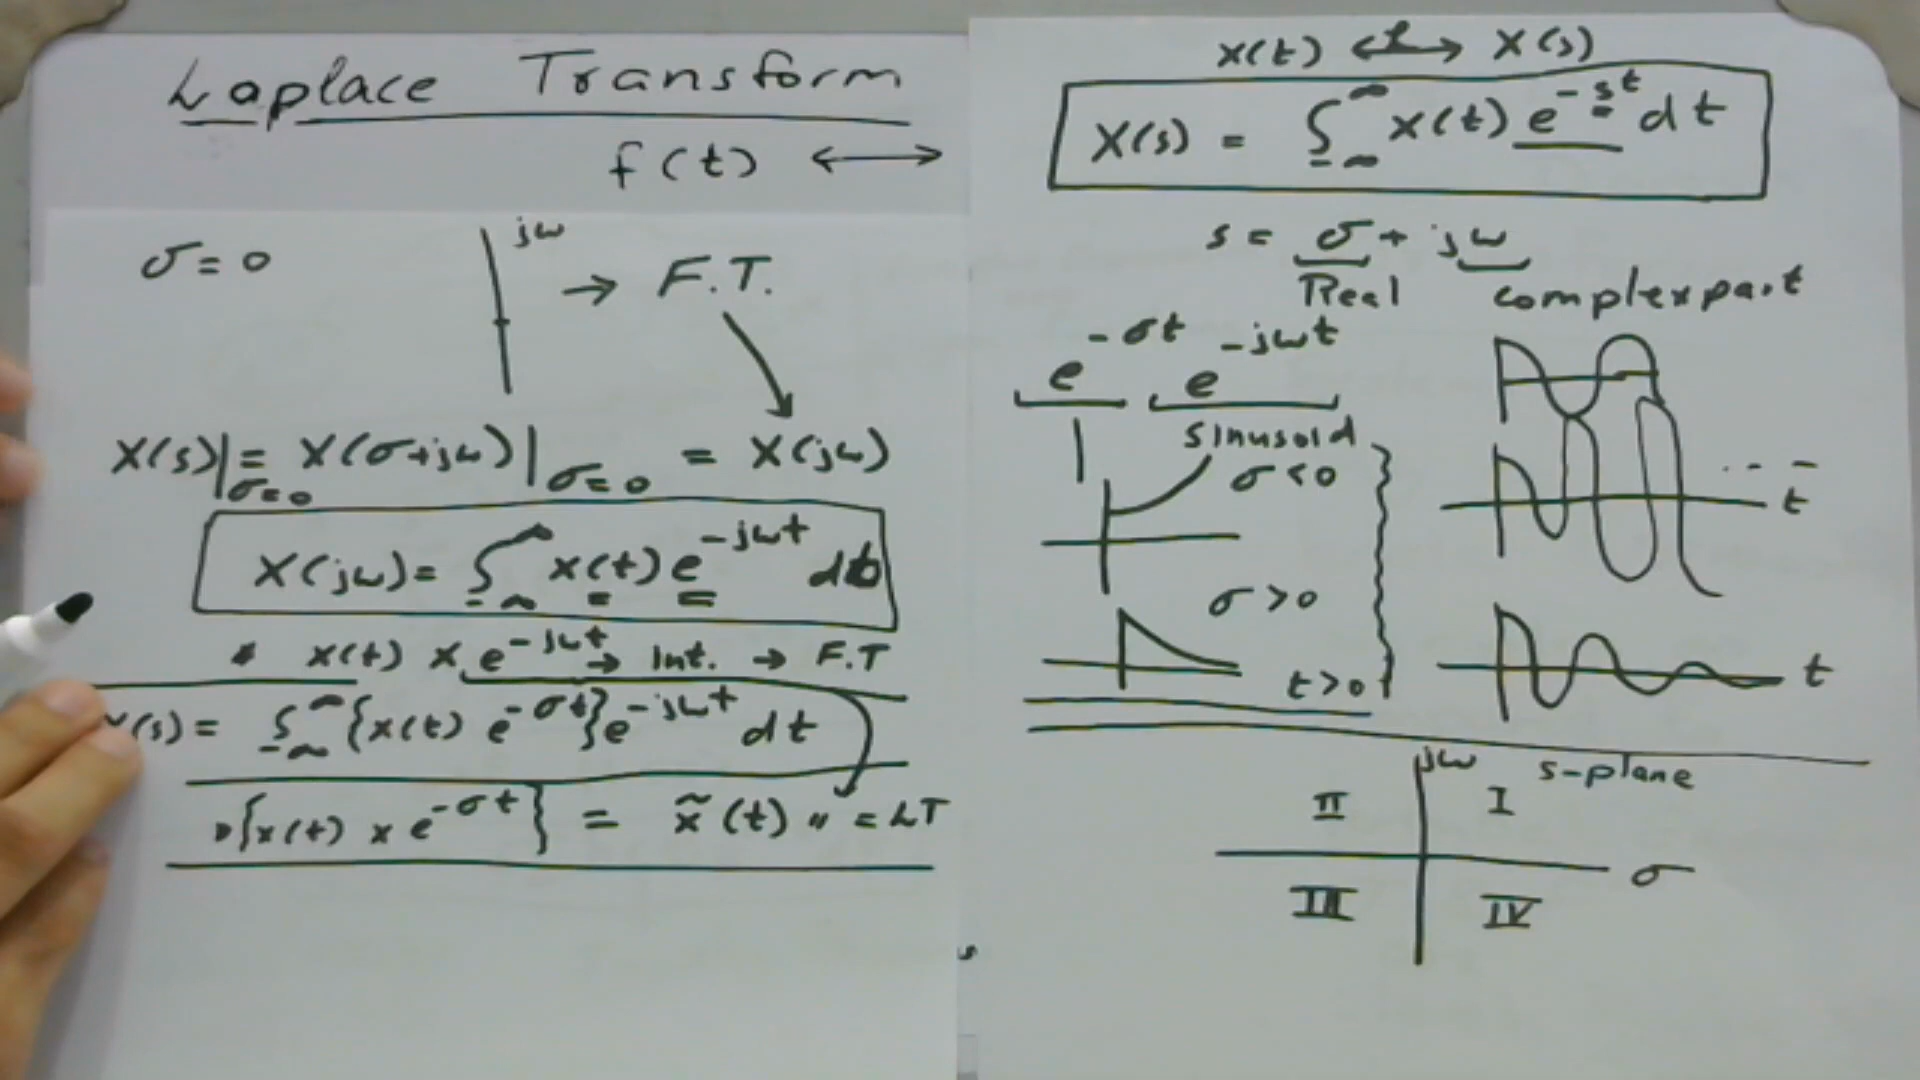 Laplace Transform
f(t) ⟷
σ = 0
jω
→ F.T.
X(s)|σ=0 = X(σ+jω)|σ=0 = X(jω)
X(jω) = ∫_{-∞}^{∞} x(t) e^{-jωt} dt
* x(t) × e^{-jωt} → Int. → F.T
(s) = ∫_{-∞}^{∞} {x(t) e^{-σt}} e^{-jωt} dt
{x(t) × e^{-σt}} = x̃(t) " = LT
x(t) ⟷^L X(s)
X(s) = ∫_{-∞}^{∞} x(t) e^{-st} dt
s = σ + jω
Real complexpart
e^{-σt} e^{-jωt}
sinusoid
σ < 0
... -
t
σ > 0
t > 0
t
jω s-plane
II I
σ
III IV